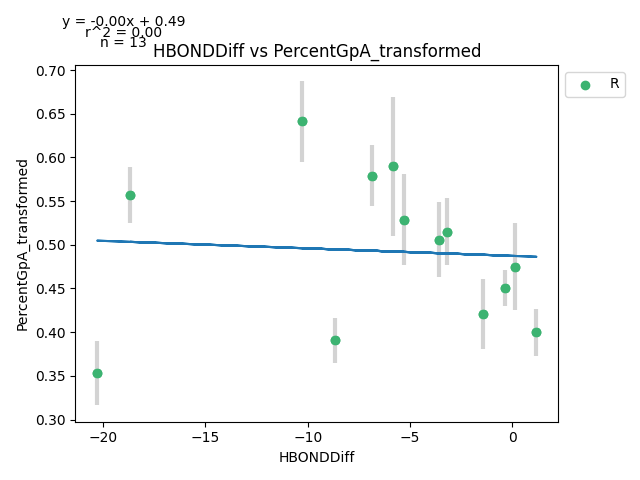 y = -0.00x + 0.49
r^2 = 0.00
n = 13
HBONDDiff vs PercentGpA_transformed
R
PercentGpA_transformed
0.70
0.65
0.60
0.55
0.50
0.45
0.40
0.35
0.30
−20
−15
−10
−5
0
HBONDDiff